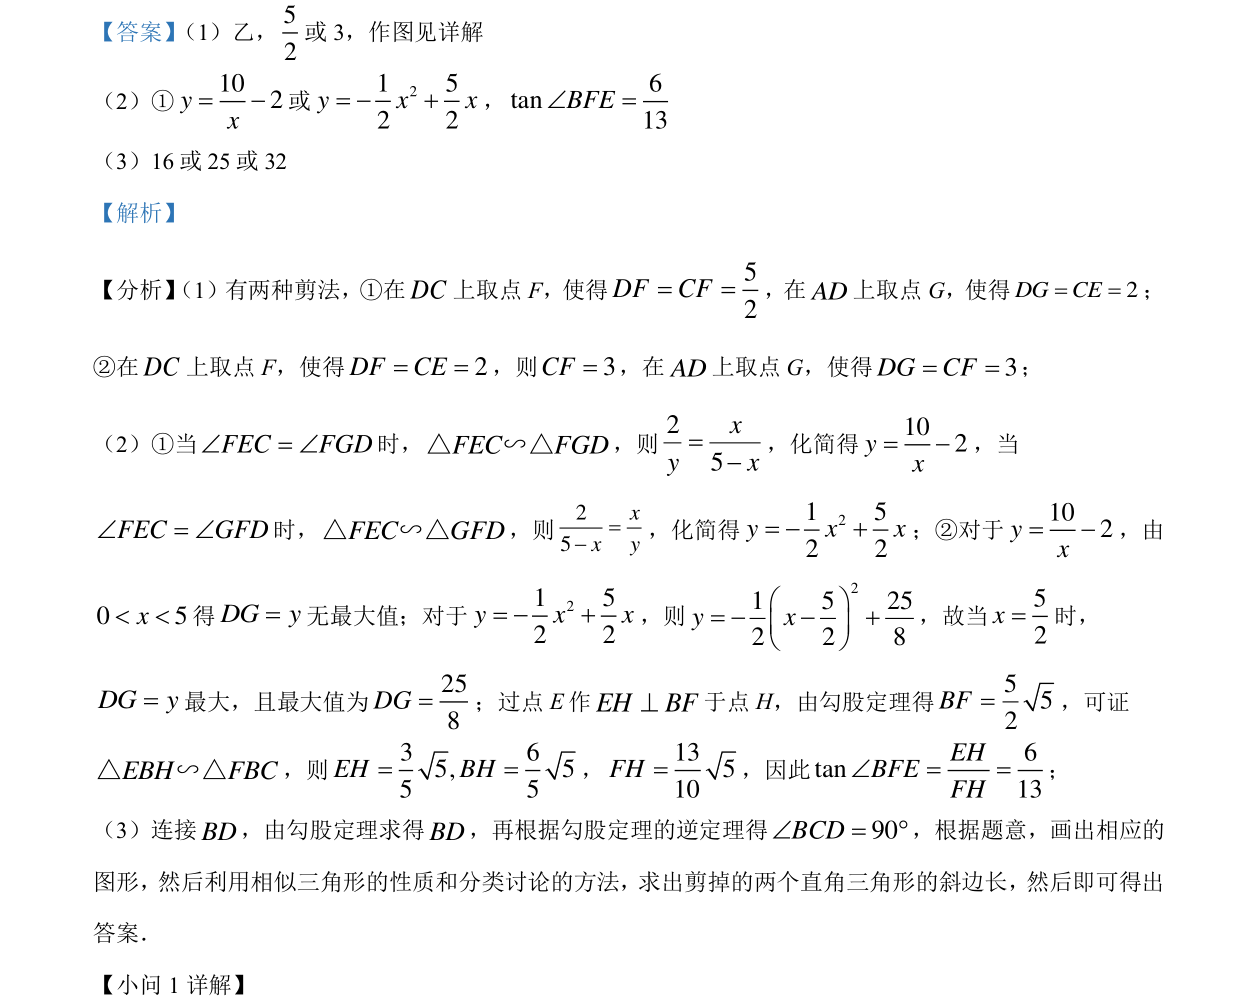 【答案】（1）乙，5/2 或 3，作图见详解
（2）① y = 10/x − 2 或 y = −1/2 x² + 5/2 x ，tan∠BFE = 6/13
（3）16 或 25 或 32
【解析】
【分析】（1）有两种剪法，①在 DC 上取点 F，使得 DF = CF = 5/2，在 AD 上取点 G，使得 DG = CE = 2；
②在 DC 上取点 F，使得 DF = CE = 2，则 CF = 3，在 AD 上取点 G，使得 DG = CF = 3；
（2）①当 ∠FEC = ∠FGD 时，△FEC∽△FGD，则 2/y = x/(5−x)，化简得 y = 10/x − 2，当
∠FEC = ∠GFD 时，△FEC∽△GFD，则 2/(5−x) = x/y，化简得 y = −1/2 x² + 5/2 x；②对于 y = 10/x − 2，由
0 < x < 5 得 DG = y 无最大值；对于 y = −1/2 x² + 5/2 x，则 y = −1/2 (x − 5/2)² + 25/8，故当 x = 5/2 时，
DG = y 最大，且最大值为 DG = 25/8；过点 E 作 EH ⊥ BF 于点 H，由勾股定理得 BF = 5/2 √5，可证
△EBH∽△FBC，则 EH = 3/5 √5, BH = 6/5 √5，FH = 13/10 √5，因此 tan∠BFE = EH/FH = 6/13；
（3）连接 BD，由勾股定理求得 BD，再根据勾股定理的逆定理得 ∠BCD = 90°，根据题意，画出相应的
图形，然后利用相似三角形的性质和分类讨论的方法，求出剪掉的两个直角三角形的斜边长，然后即可得出
答案．
【小问 1 详解】